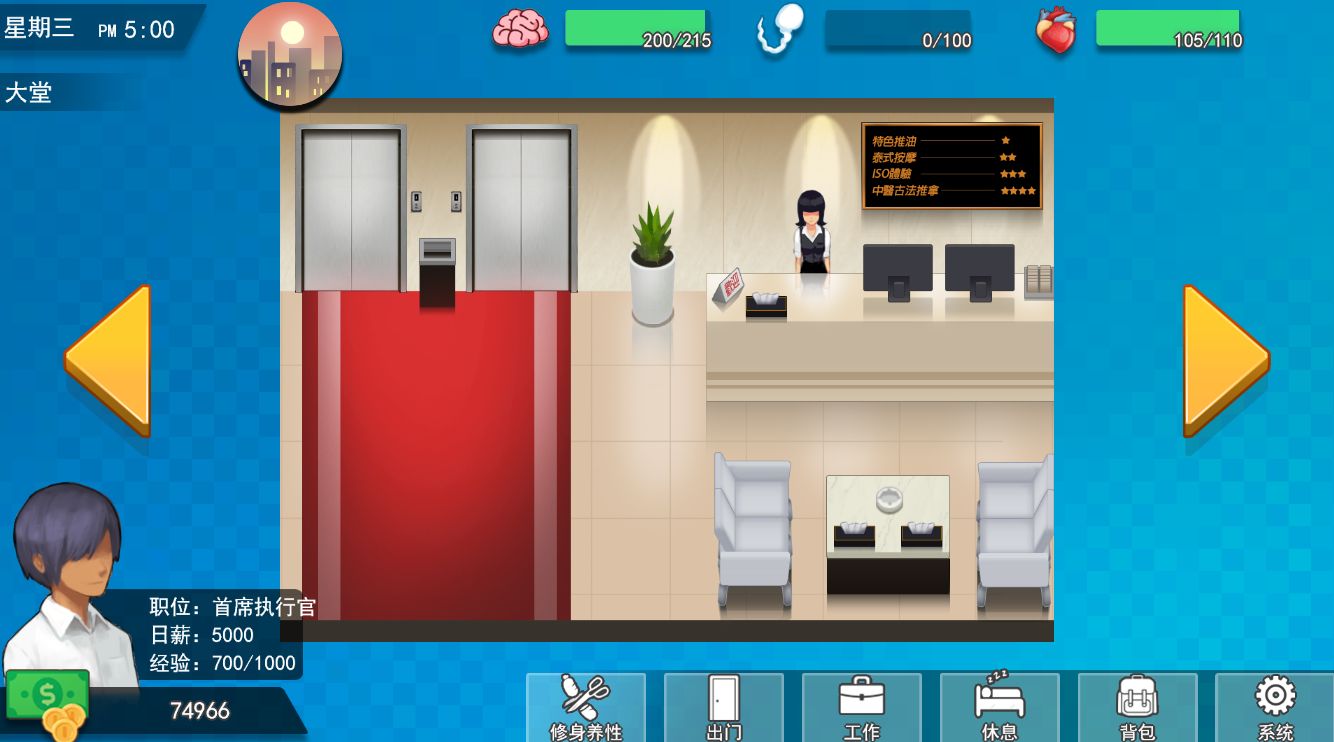 星期三 PM 5:00
200/215
0/100
105/110
大堂
特色推油 ★
泰式按摩 ★★
ISO體驗 ★★★
中醫古法推拿 ★★★★
职位：首席执行官
日薪：5000
经验：700/1000
74966
修身养性
出门
工作
zzz
休息
背包
系统